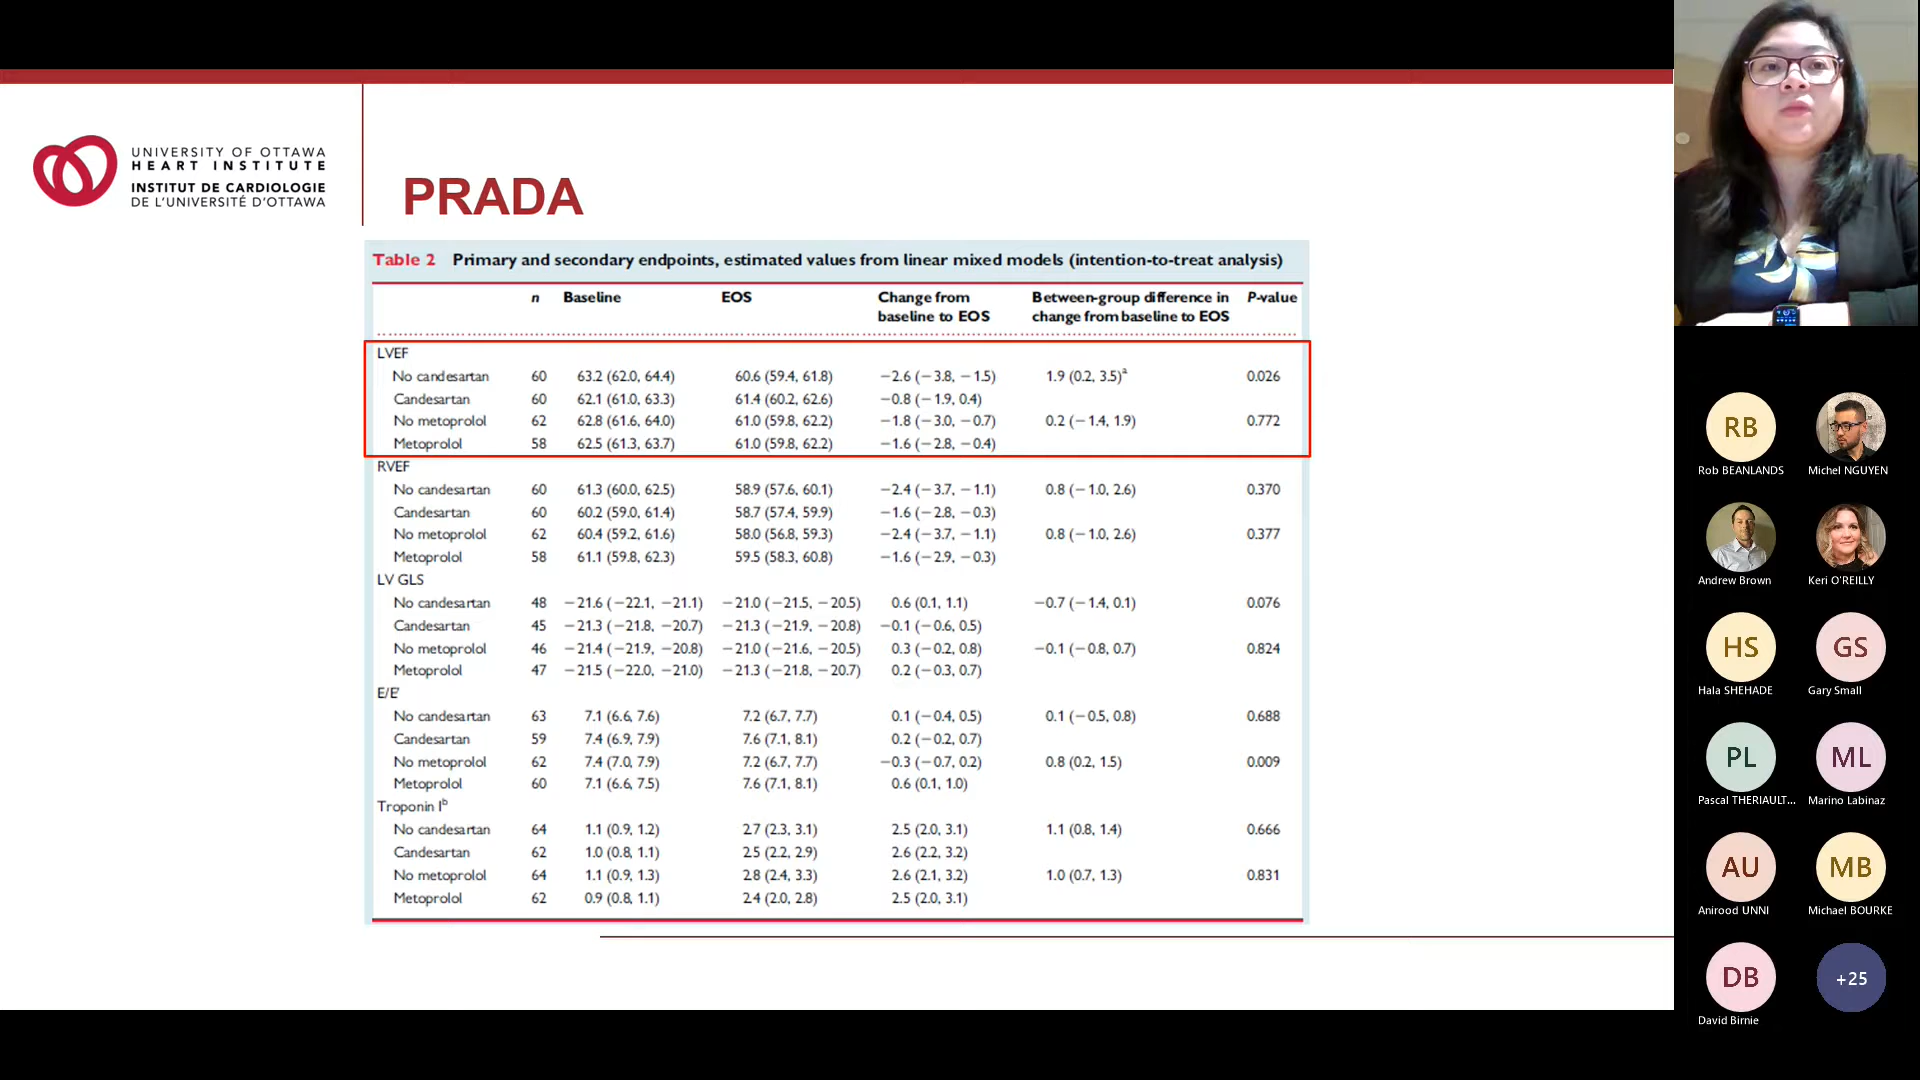 UNIVERSITY OF OTTAWA
HEART INSTITUTE
INSTITUT DE CARDIOLOGIE
DE L'UNIVERSITÉ D'OTTAWA
PRADA
Table 2 Primary and secondary endpoints, estimated values from linear mixed models (intention-to-treat analysis)
n Baseline EOS Change from baseline to EOS Between-group difference in change from baseline to EOS P-value
LVEF
No candesartan 60 63.2 (62.0, 64.4) 60.6 (59.4, 61.8) −2.6 (−3.8, −1.5) 1.9 (0.2, 3.5)a 0.026
Candesartan 60 62.1 (61.0, 63.3) 61.4 (60.2, 62.6) −0.8 (−1.9, 0.4)
No metoprolol 62 62.8 (61.6, 64.0) 61.0 (59.8, 62.2) −1.8 (−3.0, −0.7) 0.2 (−1.4, 1.9) 0.772
Metoprolol 58 62.5 (61.3, 63.7) 61.0 (59.8, 62.2) −1.6 (−2.8, −0.4)
RVEF
No candesartan 60 61.3 (60.0, 62.5) 58.9 (57.6, 60.1) −2.4 (−3.7, −1.1) 0.8 (−1.0, 2.6) 0.370
Candesartan 60 60.2 (59.0, 61.4) 58.7 (57.4, 59.9) −1.6 (−2.8, −0.3)
No metoprolol 62 60.4 (59.2, 61.6) 58.0 (56.8, 59.3) −2.4 (−3.7, −1.1) 0.8 (−1.0, 2.6) 0.377
Metoprolol 58 61.1 (59.8, 62.3) 59.5 (58.3, 60.8) −1.6 (−2.9, −0.3)
LV GLS
No candesartan 48 −21.6 (−22.1, −21.1) −21.0 (−21.5, −20.5) 0.6 (0.1, 1.1) −0.7 (−1.4, 0.1) 0.076
Candesartan 45 −21.3 (−21.8, −20.7) −21.3 (−21.9, −20.8) −0.1 (−0.6, 0.5)
No metoprolol 46 −21.4 (−21.9, −20.8) −21.0 (−21.6, −20.5) 0.3 (−0.2, 0.8) −0.1 (−0.8, 0.7) 0.824
Metoprolol 47 −21.5 (−22.0, −21.0) −21.3 (−21.8, −20.7) 0.2 (−0.3, 0.7)
E/E'
No candesartan 63 7.1 (6.6, 7.6) 7.2 (6.7, 7.7) 0.1 (−0.4, 0.5) 0.1 (−0.5, 0.8) 0.688
Candesartan 59 7.4 (6.9, 7.9) 7.6 (7.1, 8.1) 0.2 (−0.2, 0.7)
No metoprolol 62 7.4 (7.0, 7.9) 7.2 (6.7, 7.7) −0.3 (−0.7, 0.2) 0.8 (0.2, 1.5) 0.009
Metoprolol 60 7.1 (6.6, 7.5) 7.6 (7.1, 8.1) 0.6 (0.1, 1.0)
Troponin Ib
No candesartan 64 1.1 (0.9, 1.2) 2.7 (2.3, 3.1) 2.5 (2.0, 3.1) 1.1 (0.8, 1.4) 0.666
Candesartan 62 1.0 (0.8, 1.1) 2.5 (2.2, 2.9) 2.6 (2.2, 3.2)
No metoprolol 64 1.1 (0.9, 1.3) 2.8 (2.4, 3.3) 2.6 (2.1, 3.2) 1.0 (0.7, 1.3) 0.831
Metoprolol 62 0.9 (0.8, 1.1) 2.4 (2.0, 2.8) 2.5 (2.0, 3.1)
RB
Rob BEANLANDS Michel NGUYEN
Andrew Brown Keri O'REILLY
HS GS
Hala SHEHADE Gary Small
PL ML
Pascal THERIAULT... Marino Labinaz
AU MB
Anirood UNNI Michael BOURKE
DB +25
David Birnie